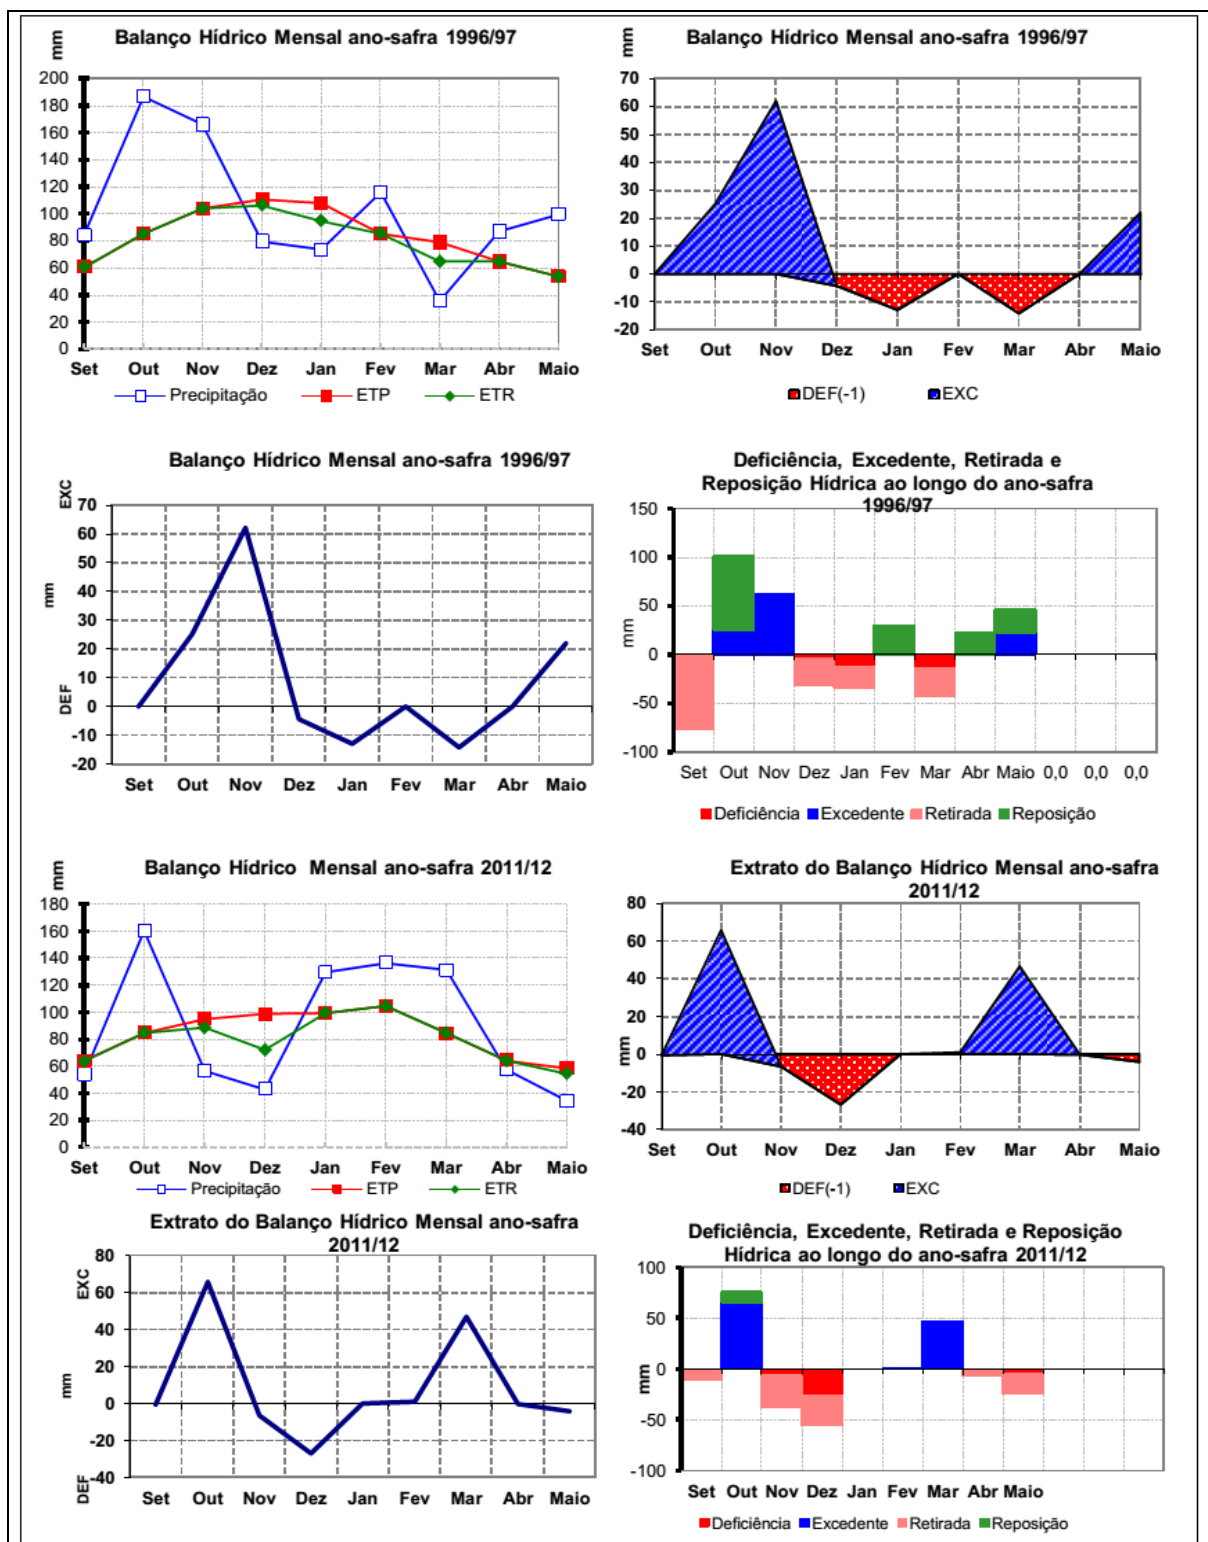 Balanço Hídrico Mensal ano-safra 1996/97
mm
200
180
160
140
120
100
80
60
40
20
0
Set Out Nov Dez Jan Fev Mar Abr Maio
Precipitação ETP ETR
Balanço Hídrico Mensal ano-safra 1996/97
mm
70
60
50
40
30
20
10
0
-10
-20
Set Out Nov Dez Jan Fev Mar Abr Maio
DEF(-1) EXC
Balanço Hídrico Mensal ano-safra 1996/97
EXC
mm
DEF
70
60
50
40
30
20
10
0
-10
-20
Set Out Nov Dez Jan Fev Mar Abr Maio
Deficiência, Excedente, Retirada e
Reposição Hídrica ao longo do ano-safra
1996/97
mm
150
100
50
0
-50
-100
Set Out Nov Dez Jan Fev Mar Abr Maio 0,0 0,0 0,0
Deficiência Excedente Retirada Reposição
Balanço Hídrico Mensal ano-safra 2011/12
mm
180
160
140
120
100
80
60
40
20
0
Set Out Nov Dez Jan Fev Mar Abr Maio
Precipitação ETP ETR
Extrato do Balanço Hídrico Mensal ano-safra
2011/12
mm
80
60
40
20
0
-20
-40
Set Out Nov Dez Jan Fev Mar Abr Maio
DEF(-1) EXC
Extrato do Balanço Hídrico Mensal ano-safra
2011/12
EXC
mm
DEF
80
60
40
20
0
-20
-40
Set Out Nov Dez Jan Fev Mar Abr Maio
Deficiência, Excedente, Retirada e Reposição
Hídrica ao longo do ano-safra 2011/12
mm
100
50
0
-50
-100
Set Out Nov Dez Jan Fev Mar Abr Maio
Deficiência Excedente Retirada Reposição